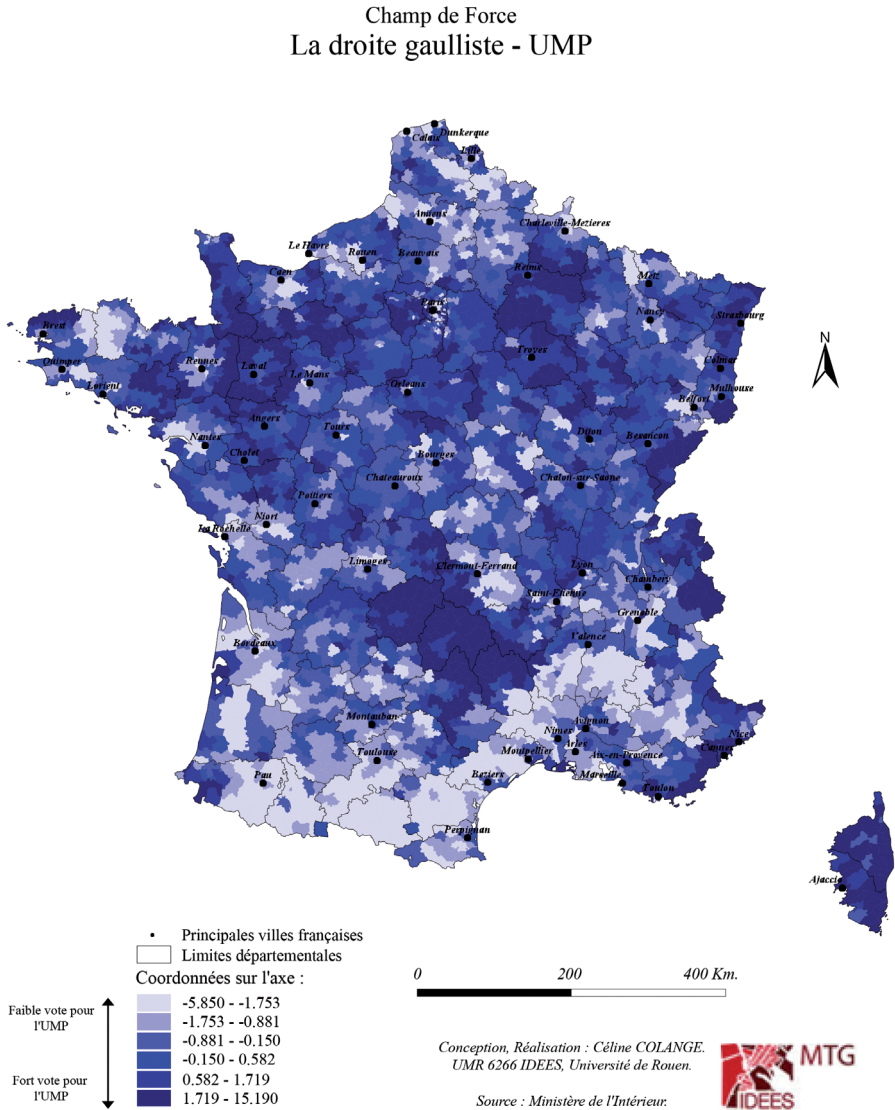 Champ de Force
La droite gaulliste - UMP
Dunkerque
Calais
Lille
Amiens
Charleville-Mezieres
Le Havre
Rouen
Beauvais
Caen
Reims
Metz
Paris
Nancy
Strasbourg
Brest
Rennes
Laval
Troyes
Quimper
Le Mans
Colmar
Lorient
Orleans
Mulhouse
Belfort
Angers
Tours
Dijon
Besancon
Nantes
Cholet
Bourges
Chateauroux
Chalon-sur-Saone
Poitiers
Niort
La Rochelle
Limoges
Clermont-Ferrand
Lyon
Chambery
Saint-Etienne
Grenoble
Bordeaux
Valence
Montauban
Avignon
Nimes
Nice
Toulouse
Montpellier
Arles
Aix-en-Provence
Cannes
Pau
Beziers
Marseille
Toulon
Perpignan
Ajaccio
N
Principales villes françaises
Limites départementales
Coordonnées sur l'axe :
Faible vote pour
l'UMP
-5.850 - -1.753
-1.753 - -0.881
-0.881 - -0.150
-0.150 - 0.582
0.582 - 1.719
1.719 - 15.190
Fort vote pour
l'UMP
0 200 400 Km.
Conception, Réalisation : Céline COLANGE.
UMR 6266 IDEES, Université de Rouen.
Source : Ministère de l'Intérieur.
MTG
IDEES